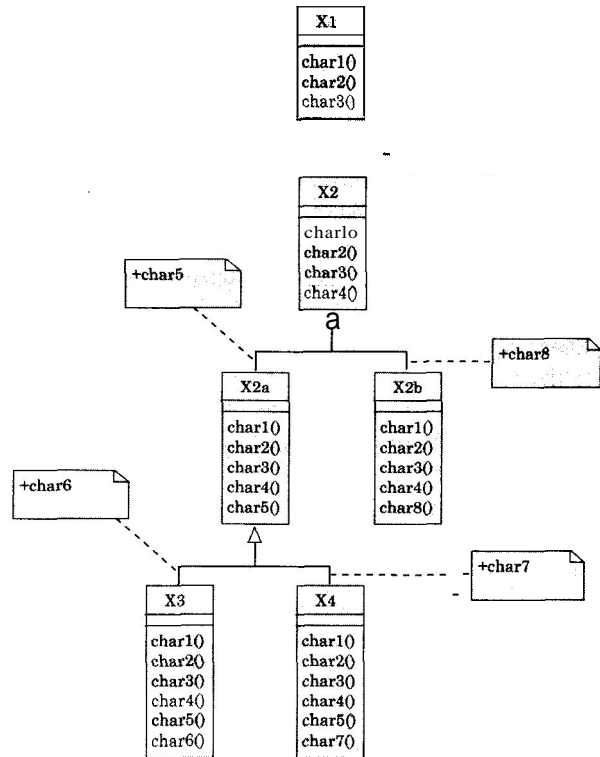 X1
char1()
char2()
char3()
X2
charlo
char2()
char3()
char4()
+char5
a
+char8
X2a
char1()
char2()
char3()
char4()
char5()
X2b
char1()
char2()
char3()
char4()
char8()
+char6
+char7
X3
char1()
char2()
char3()
char4()
char5()
char6()
X4
char1()
char2()
char3()
char4()
char5()
char7()